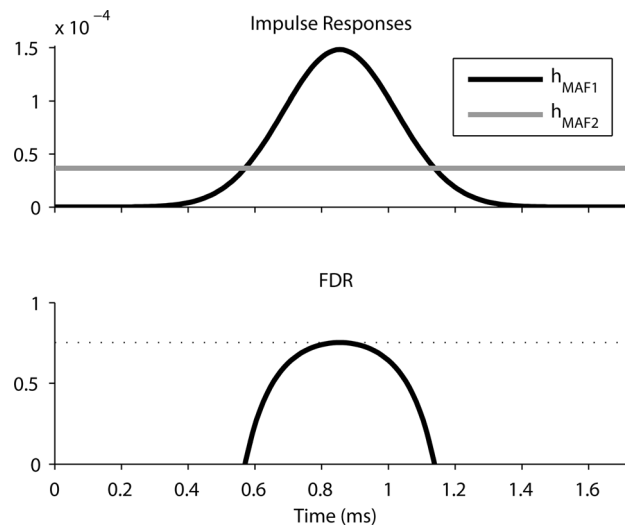 x 10⁻⁴
Impulse Responses
1.5
1
0.5
0
h_MAF1
h_MAF2
FDR
1
0.5
0
0 0.2 0.4 0.6 0.8 1 1.2 1.4 1.6
Time (ms)